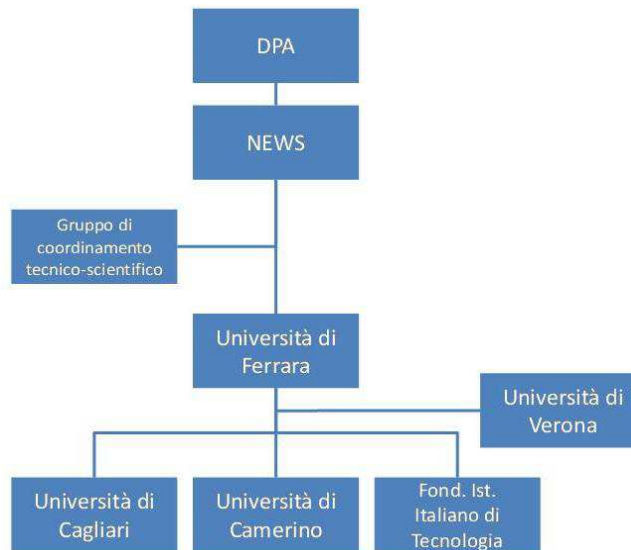 DPA
NEWS
Gruppo di
coordinamento
tecnico-scientifico
Università di
Ferrara
Università di
Verona
Università di
Cagliari
Università di
Camerino
Fond. Ist.
Italiano di
Tecnologia